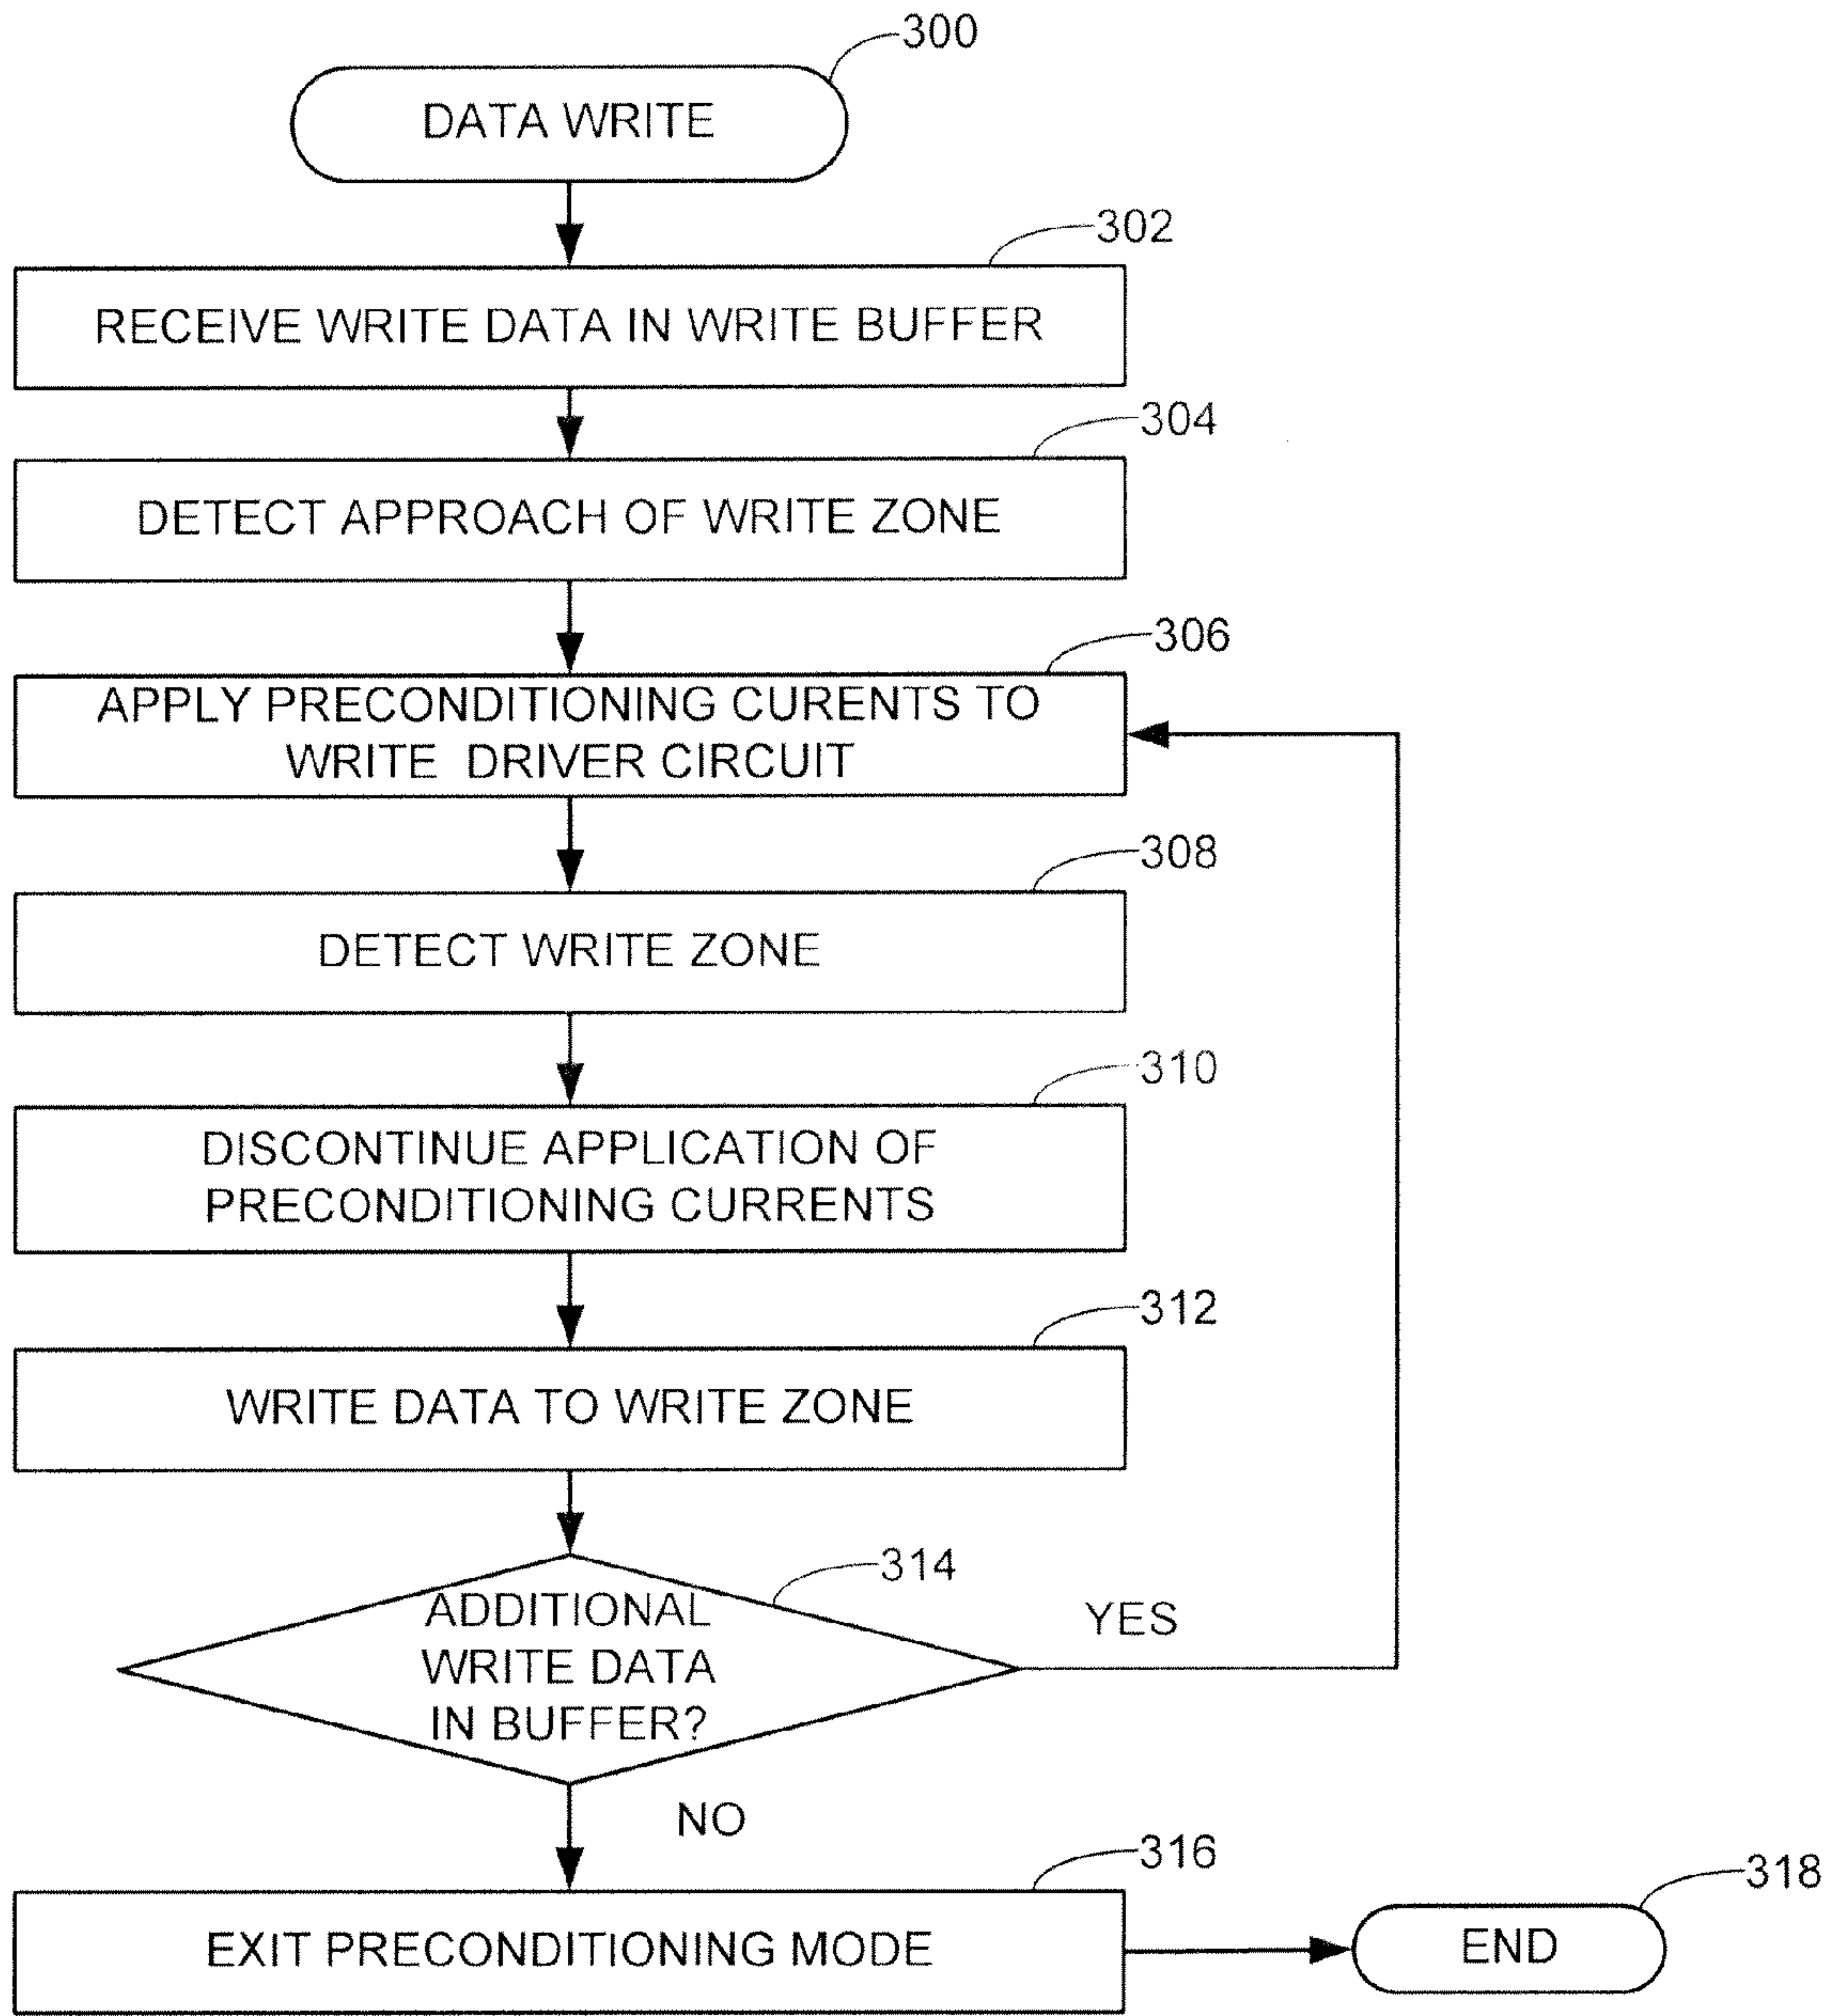 300
DATA WRITE
302
RECEIVE WRITE DATA IN WRITE BUFFER
304
DETECT APPROACH OF WRITE ZONE
306
APPLY PRECONDITIONING CURENTS TO
WRITE DRIVER CIRCUIT
308
DETECT WRITE ZONE
310
DISCONTINUE APPLICATION OF
PRECONDITIONING CURRENTS
312
WRITE DATA TO WRITE ZONE
314
ADDITIONAL
WRITE DATA
IN BUFFER?
YES
NO
316
EXIT PRECONDITIONING MODE
318
END